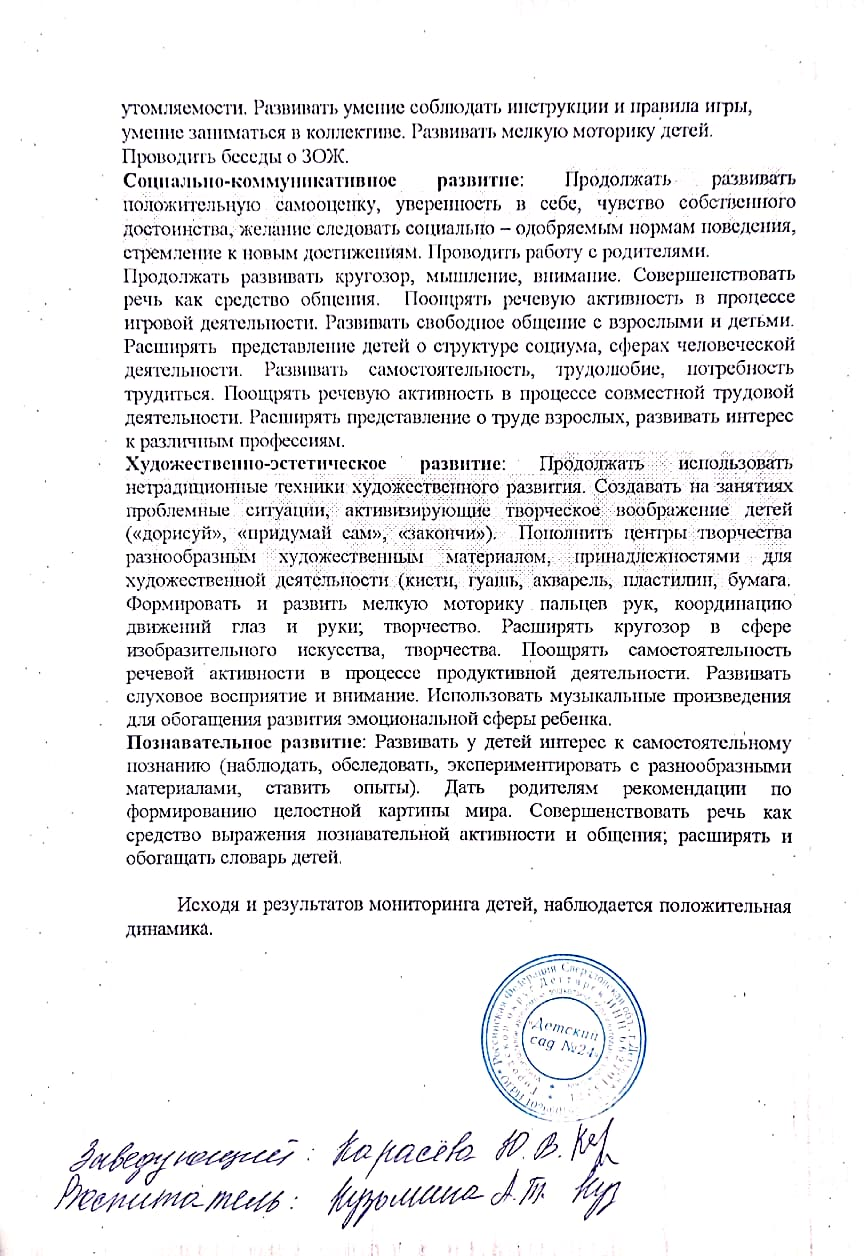 утомляемости. Развивать умение соблюдать инструкции и правила игры,
умение заниматься в коллективе. Развивать мелкую моторику детей.
Проводить беседы о ЗОЖ.
Социально-коммуникативное развитие: Продолжать развивать
положительную самооценку, уверенность в себе, чувство собственного
достоинства, желание следовать социально – одобряемым нормам поведения,
стремление к новым достижениям. Проводить работу с родителями.
Продолжать развивать кругозор, мышление, внимание. Совершенствовать
речь как средство общения. Поощрять речевую активность в процессе
игровой деятельности. Развивать свободное общение с взрослыми и детьми.
Расширять представление детей о структуре социума, сферах человеческой
деятельности. Развивать самостоятельность, трудолюбие, потребность
трудиться. Поощрять речевую активность в процессе совместной трудовой
деятельности. Расширять представление о труде взрослых, развивать интерес
к различным профессиям.
Художественно-эстетическое развитие: Продолжать использовать
нетрадиционные техники художественного развития. Создавать на занятиях
проблемные ситуации, активизирующие творческое воображение детей
(«дорисуй», «придумай сам», «закончи»). Пополнить центры творчества
разнообразным художественным материалом, принадлежностями для
художественной деятельности (кисти, гуашь, акварель, пластилин, бумага.
Формировать и развить мелкую моторику пальцев рук, координацию
движений глаз и руки; творчество. Расширять кругозор в сфере
изобразительного искусства, творчества. Поощрять самостоятельность
речевой активности в процессе продуктивной деятельности. Развивать
слуховое восприятие и внимание. Использовать музыкальные произведения
для обогащения развития эмоциональной сферы ребенка.
Познавательное развитие: Развивать у детей интерес к самостоятельному
познанию (наблюдать, обследовать, экспериментировать с разнообразными
материалами, ставить опыты). Дать родителям рекомендации по
формированию целостной картины мира. Совершенствовать речь как
средство выражения познавательной активности и общения; расширять и
обогащать словарь детей.
Исходя и результатов мониторинга детей, наблюдается положительная
динамика.
Российская Федерация Свердловская обл.
«Детский
сад №24»
Заведующий: Карасёва Ю. В. Кар
Воспитатель: Кузьмина А. Т. Куз